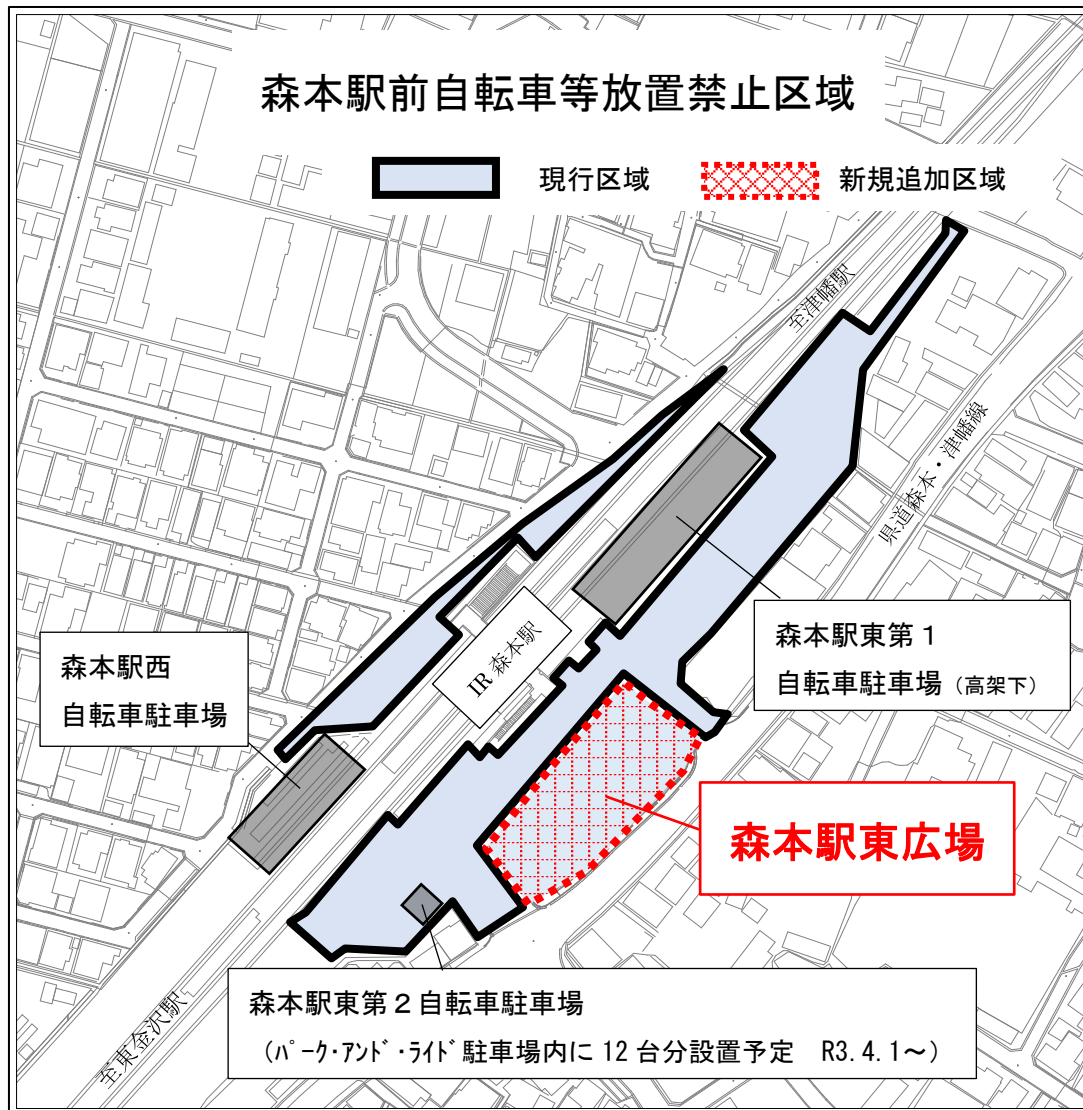 森本駅前自転車等放置禁止区域
現行区域
新規追加区域
至津幡駅
県道森本・津幡線
IR 森本駅
森本駅東第１
自転車駐車場（高架下）
森本駅西
自転車駐車場
森本駅東広場
森本駅東第２自転車駐車場
（ﾊﾟｰｸ･ｱﾝﾄﾞ･ﾗｲﾄﾞ駐車場内に 12 台分設置予定　R3.4.1～）
至東金沢駅